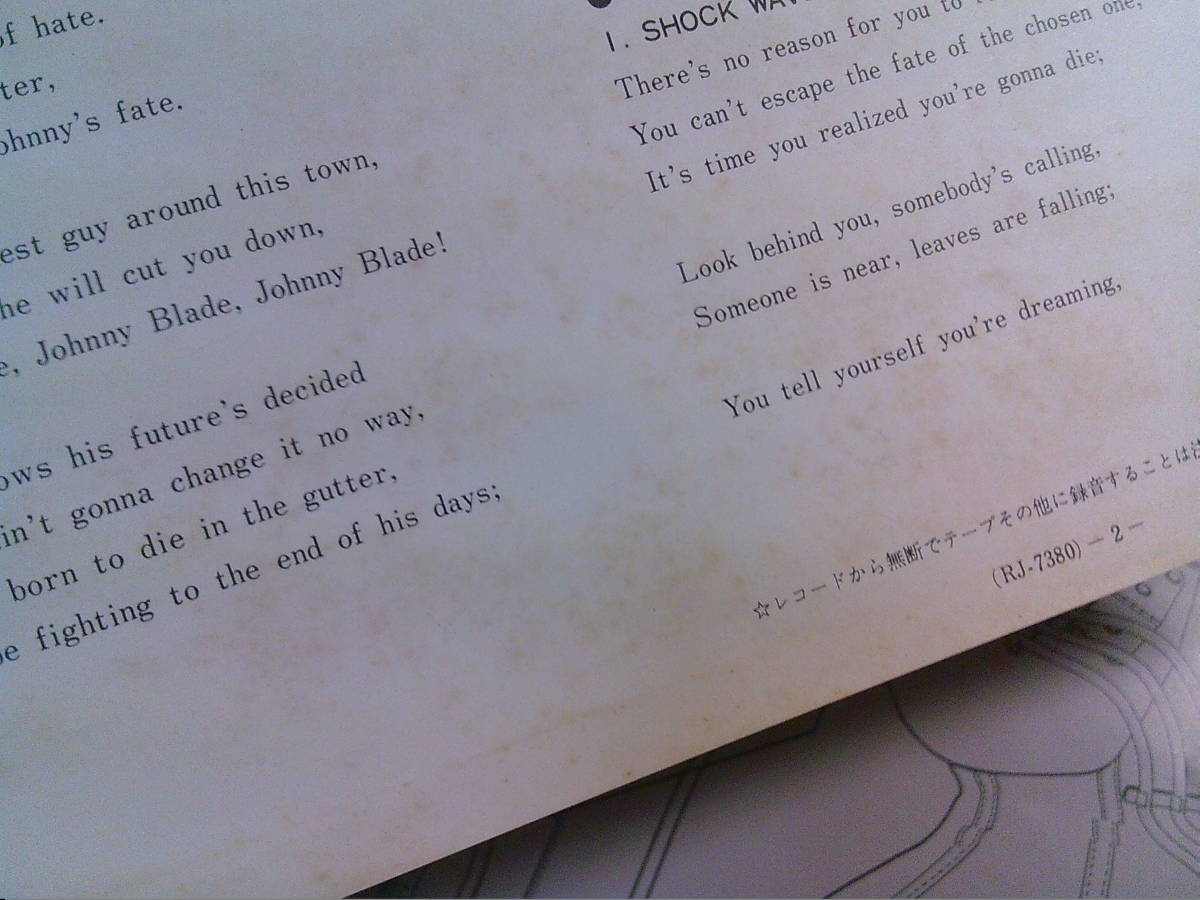 of hate.
ter,
ohnny's fate.
est guy around this town,
he will cut you down,
e, Johnny Blade, Johnny Blade!
ows his future's decided
in't gonna change it no way,
born to die in the gutter,
be fighting to the end of his days;
1. SHOCK WAV
There's no reason for you to
You can't escape the fate of the chosen one,
It's time you realized you're gonna die;
Look behind you, somebody's calling,
Someone is near, leaves are falling;
You tell yourself you're dreaming,
☆レコードから無断でテープその他に録音することは法
(RJ-7380) — 2 —